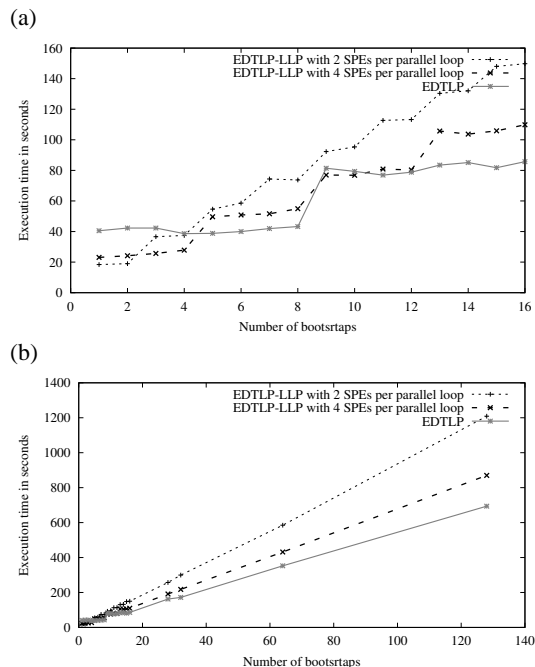 (a)
160
140
120
100
80
60
40
20
0
Execution time in seconds
EDTLP-LLP with 2 SPEs per parallel loop
EDTLP-LLP with 4 SPEs per parallel loop
EDTLP
0 2 4 6 8 10 12 14 16
Number of bootsrtaps
(b)
1400
1200
1000
800
600
400
200
0
Execution time in seconds
EDTLP-LLP with 2 SPEs per parallel loop
EDTLP-LLP with 4 SPEs per parallel loop
EDTLP
0 20 40 60 80 100 120 140
Number of bootsrtaps